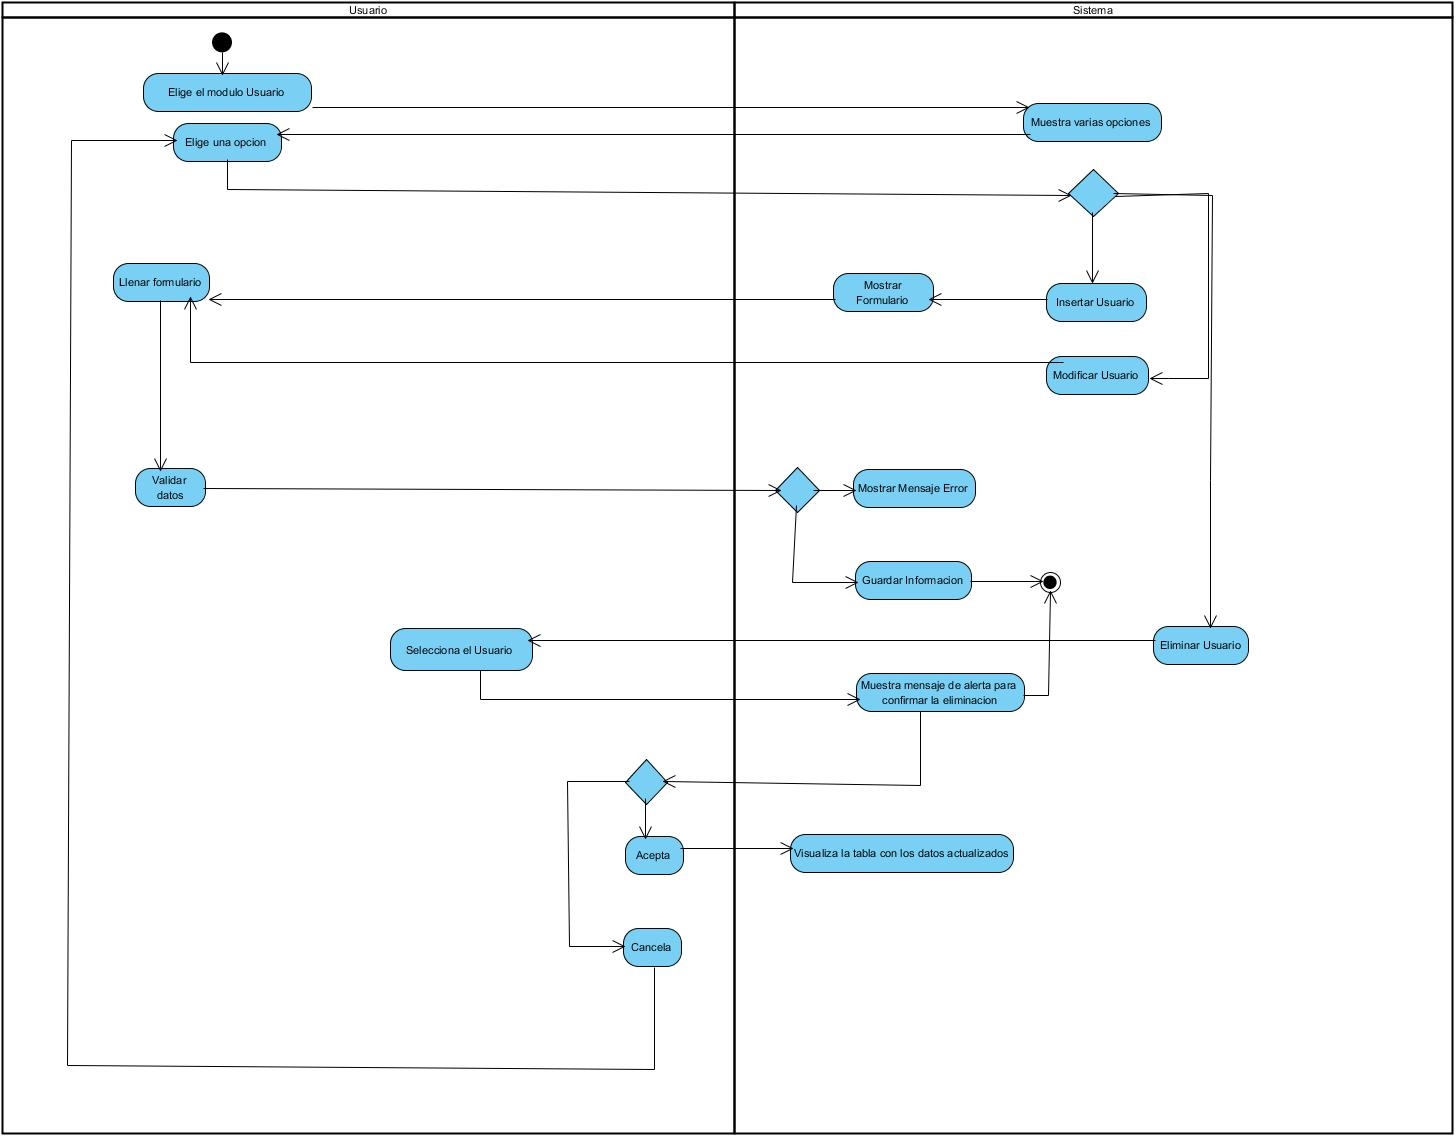 Usuario
Sistema
Elige el modulo Usuario
Muestra varias opciones
Elige una opcion
Llenar formulario
Mostrar
Formulario
Insertar Usuario
Modificar Usuario
Validar
datos
Mostrar Mensaje Error
Guardar Informacion
Selecciona el Usuario
Eliminar Usuario
Muestra mensaje de alerta para
confirmar la eliminacion
Acepta
Visualiza la tabla con los datos actualizados
Cancela